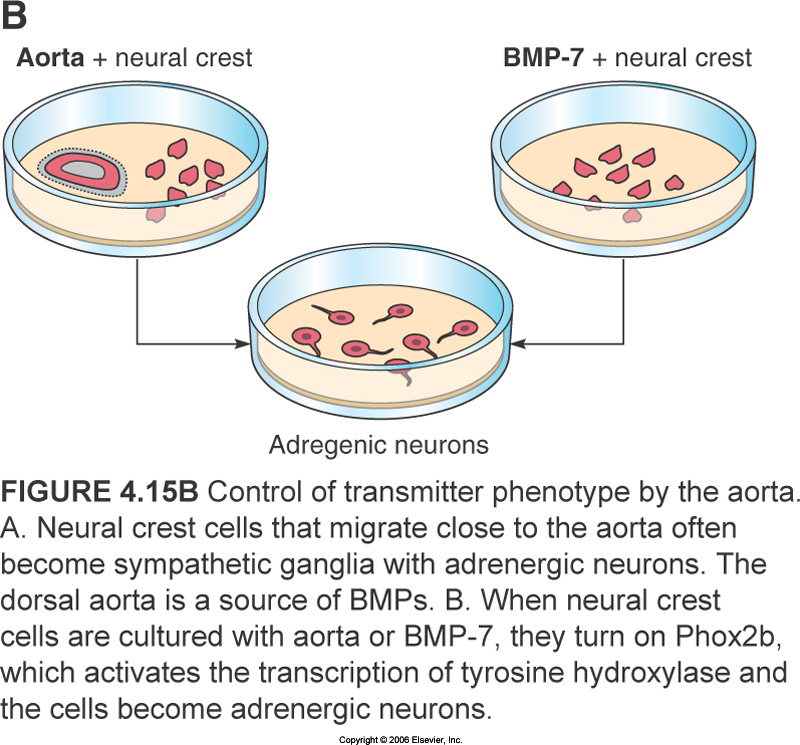 B
Aorta + neural crest
BMP-7 + neural crest
Adregenic neurons
FIGURE 4.15B Control of transmitter phenotype by the aorta.
A. Neural crest cells that migrate close to the aorta often
become sympathetic ganglia with adrenergic neurons. The
dorsal aorta is a source of BMPs. B. When neural crest
cells are cultured with aorta or BMP-7, they turn on Phox2b,
which activates the transcription of tyrosine hydroxylase and
the cells become adrenergic neurons.
Copyright © 2006 Elsevier, Inc.